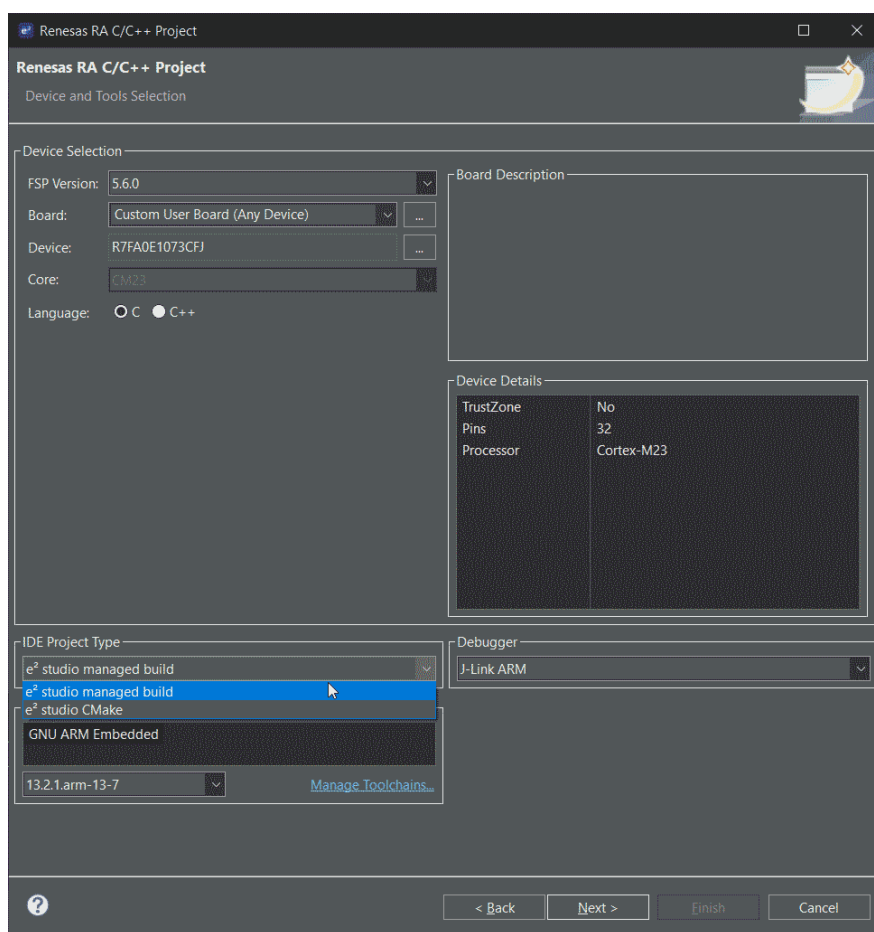 e² Renesas RA C/C++ Project
Renesas RA C/C++ Project
Device and Tools Selection
Device Selection
FSP Version: 5.6.0
Board: Custom User Board (Any Device) ...
Device: R7FA0E1073CFJ ...
Core: CM23
Language: C C++
Board Description
Device Details
TrustZone No
Pins 32
Processor Cortex-M23
IDE Project Type
e² studio managed build
e² studio managed build
e² studio CMake
GNU ARM Embedded
13.2.1.arm-13-7 Manage Toolchains...
Debugger
J-Link ARM
? < Back Next > Finish Cancel